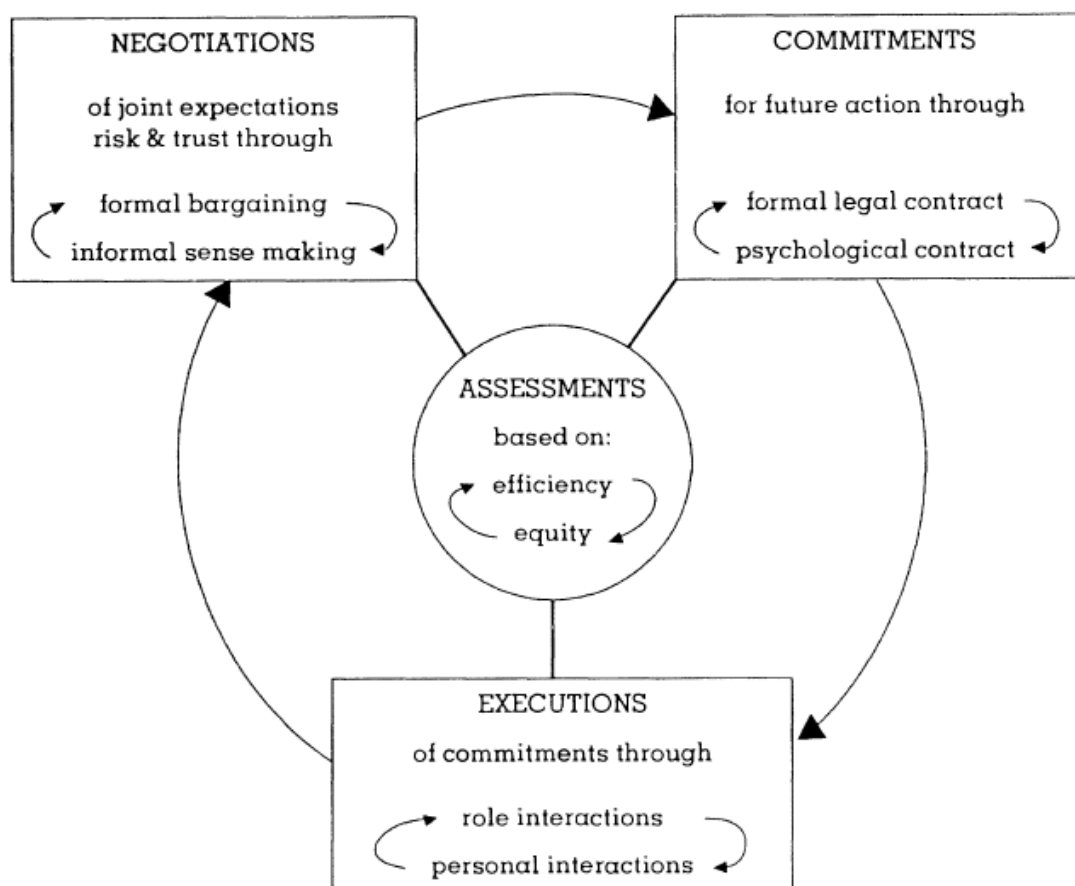 NEGOTIATIONS
of joint expectations
risk & trust through
formal bargaining
informal sense making
COMMITMENTS
for future action through
formal legal contract
psychological contract
ASSESSMENTS
based on:
efficiency
equity
EXECUTIONS
of commitments through
role interactions
personal interactions